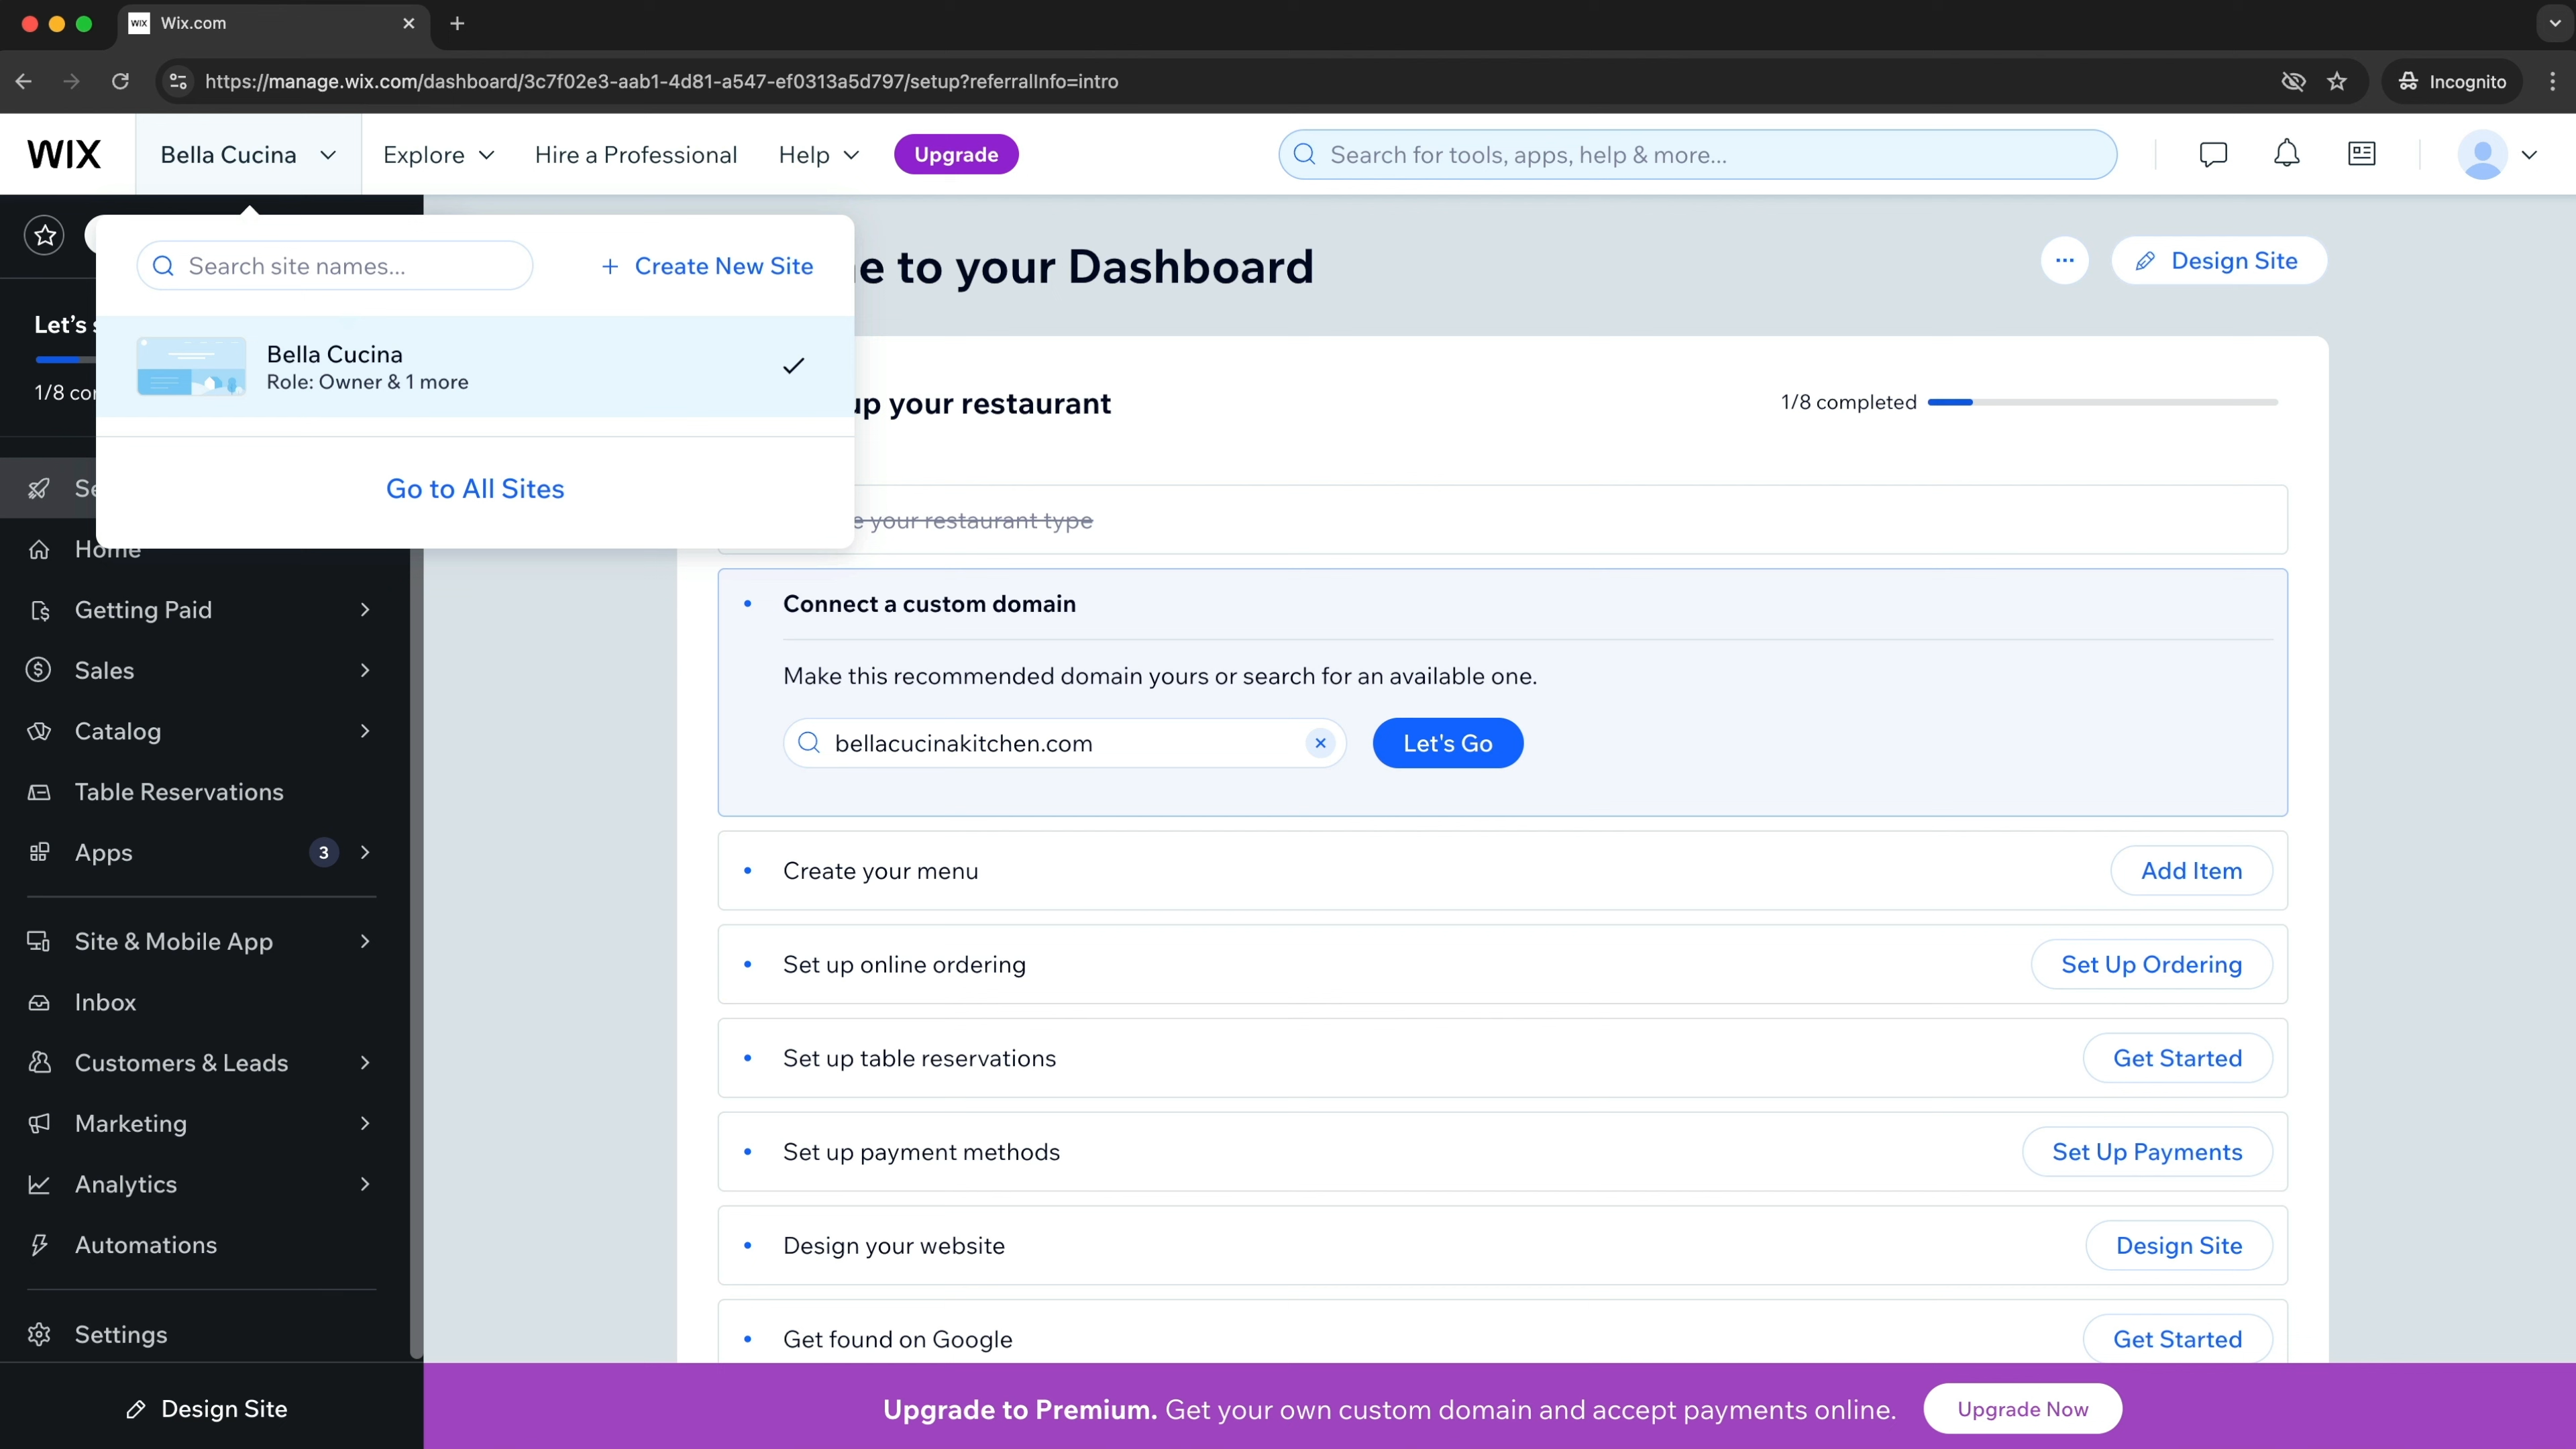 WIX Wix.com
https://manage.wix.com/dashboard/3c7f02e3-aab1-4d81-a547-ef0313a5d797/setup?referralInfo=intro
Incognito
WIX
Bella Cucina
Explore
Hire a Professional
Help
Upgrade
Search for tools, apps, help & more...
Search site names...
+ Create New Site
Bella Cucina
Role: Owner & 1 more
Go to All Sites
e to your Dashboard
Design Site
Let's
1/8
up your restaurant
1/8 completed
e your restaurant type
Home
Getting Paid
Sales
Catalog
Table Reservations
Apps 3
Site & Mobile App
Inbox
Customers & Leads
Marketing
Analytics
Automations
Settings
Design Site
Connect a custom domain
Make this recommended domain yours or search for an available one.
bellacucinakitchen.com
Let's Go
Create your menu
Add Item
Set up online ordering
Set Up Ordering
Set up table reservations
Get Started
Set up payment methods
Set Up Payments
Design your website
Design Site
Get found on Google
Get Started
Upgrade to Premium. Get your own custom domain and accept payments online.
Upgrade Now